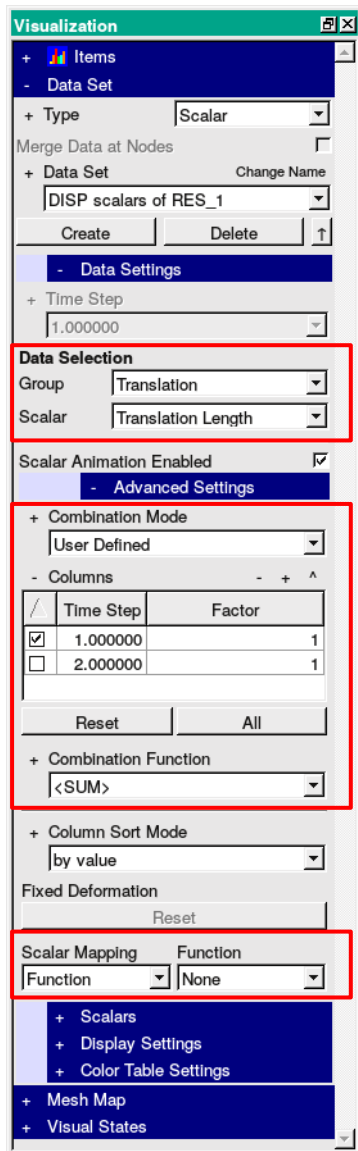 Visualization
+ Items
- Data Set
+ Type Scalar
Merge Data at Nodes
+ Data Set Change Name
DISP scalars of RES_1
Create Delete ↑
- Data Settings
+ Time Step
1.000000
Data Selection
Group Translation
Scalar Translation Length
Scalar Animation Enabled
- Advanced Settings
+ Combination Mode
User Defined
- Columns - + ^
Time Step Factor
1.000000 1
2.000000 1
Reset All
+ Combination Function
<SUM>
+ Column Sort Mode
by value
Fixed Deformation
Reset
Scalar Mapping Function
Function None
+ Scalars
+ Display Settings
+ Color Table Settings
+ Mesh Map
+ Visual States